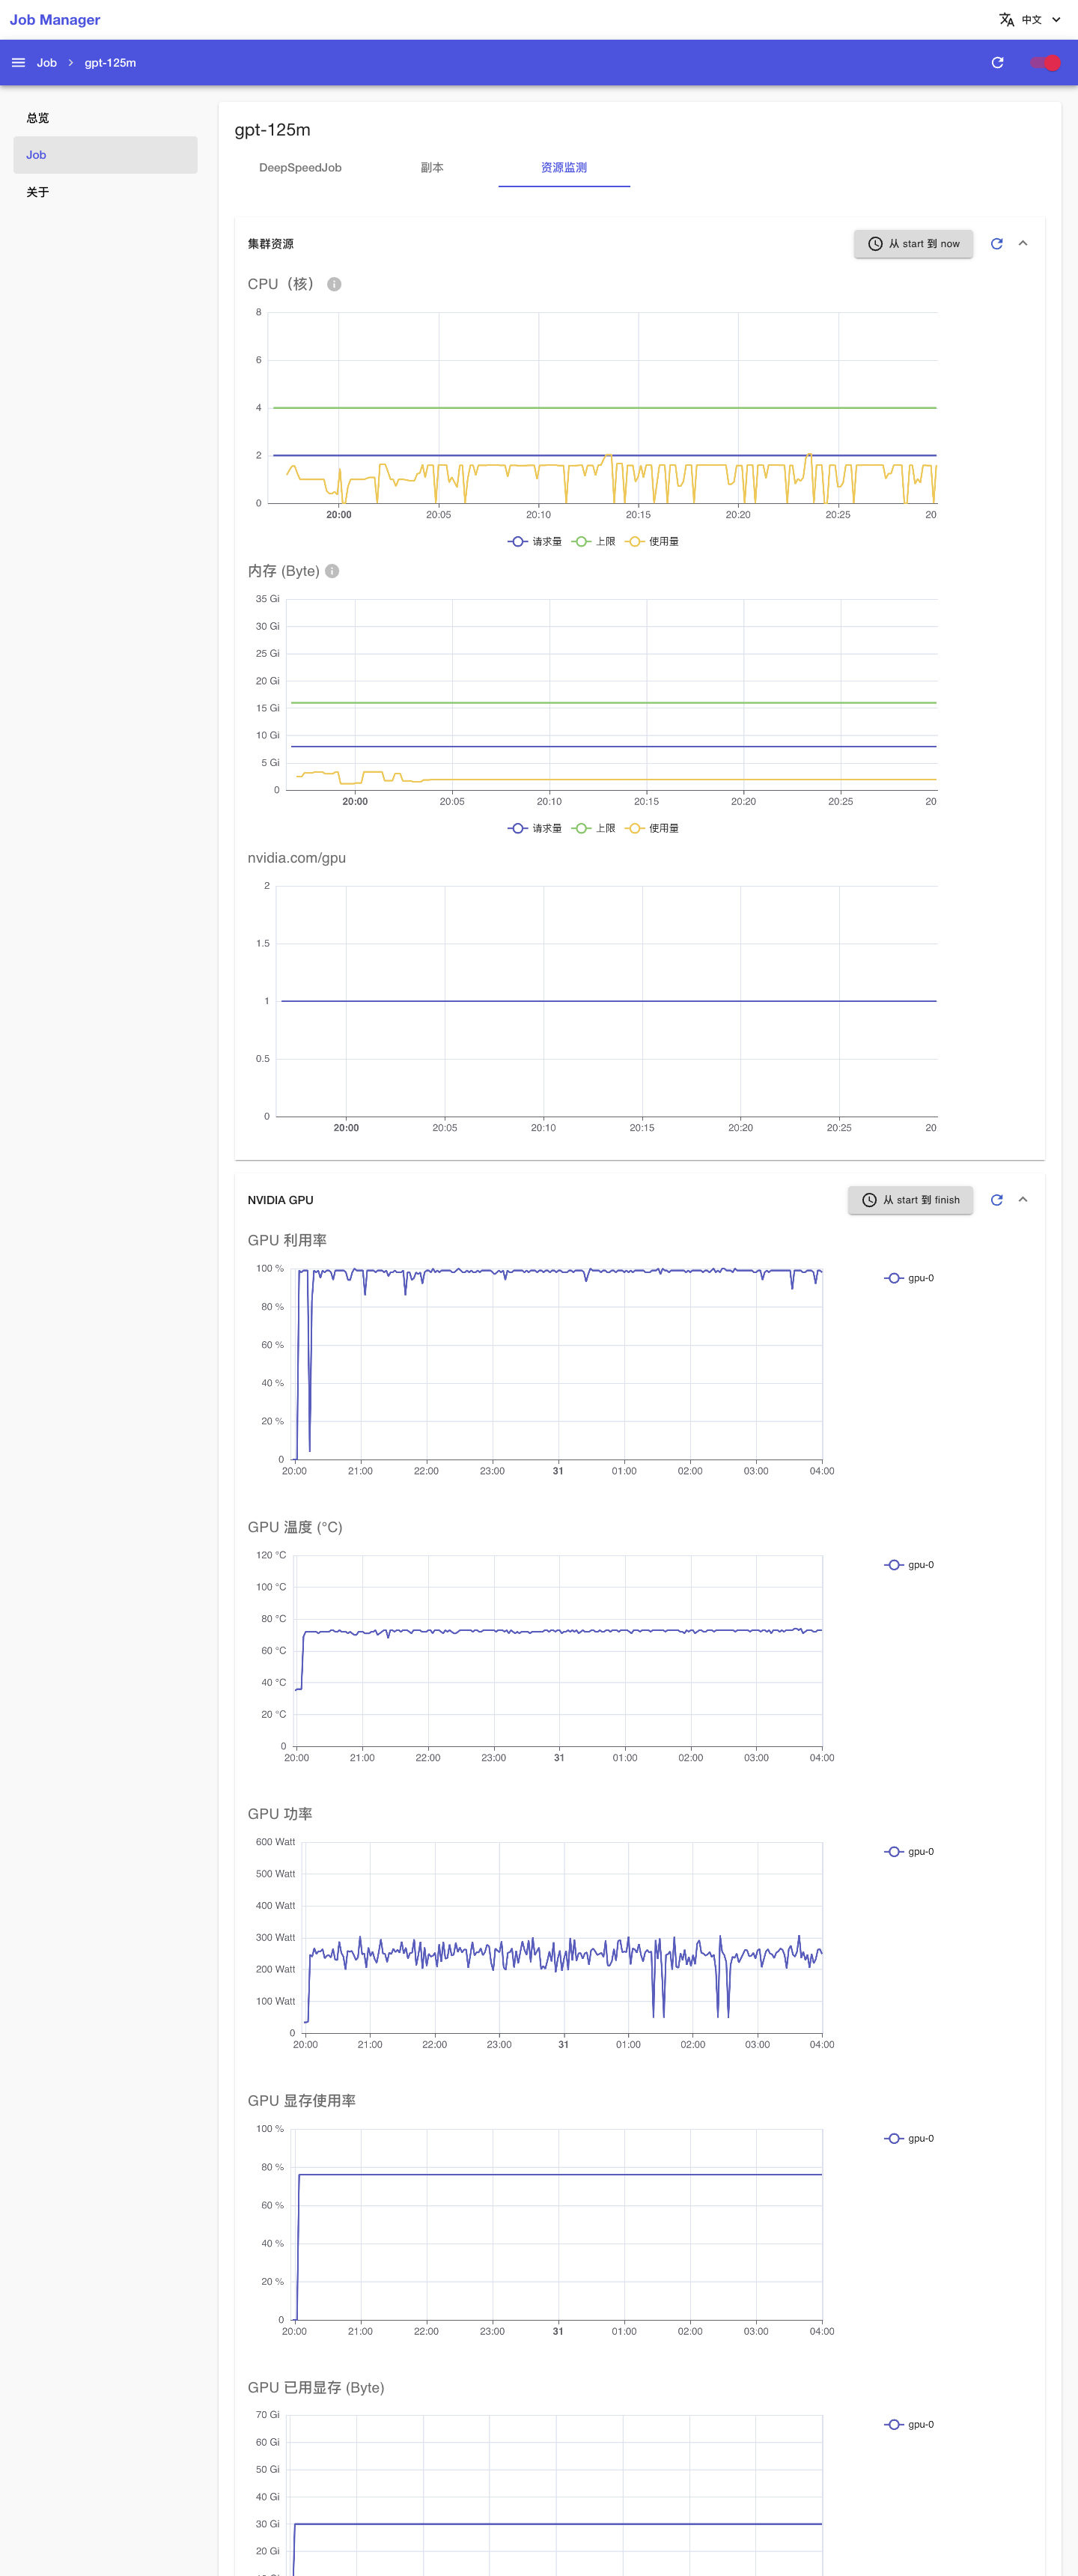 Job Manager
中文
Job
gpt-125m
总览
Job
关于
gpt-125m
DeepSpeedJob
副本
资源监测
集群资源
从 start 到 now
CPU（核）
8
6
4
2
0
20:00 20:05 20:10 20:15 20:20 20:25 20
请求量 上限 使用量
内存 (Byte)
35 Gi
30 Gi
25 Gi
20 Gi
15 Gi
10 Gi
5 Gi
0
20:00 20:05 20:10 20:15 20:20 20:25 20
请求量 上限 使用量
nvidia.com/gpu
2
1.5
1
0.5
0
20:00 20:05 20:10 20:15 20:20 20:25 20
NVIDIA GPU
从 start 到 finish
GPU 利用率
100 %
80 %
60 %
40 %
20 %
0
20:00 21:00 22:00 23:00 31 01:00 02:00 03:00 04:00
gpu-0
GPU 温度 (°C)
120 °C
100 °C
80 °C
60 °C
40 °C
20 °C
0
20:00 21:00 22:00 23:00 31 01:00 02:00 03:00 04:00
gpu-0
GPU 功率
600 Watt
500 Watt
400 Watt
300 Watt
200 Watt
100 Watt
0
20:00 21:00 22:00 23:00 31 01:00 02:00 03:00 04:00
gpu-0
GPU 显存使用率
100 %
80 %
60 %
40 %
20 %
0
20:00 21:00 22:00 23:00 31 01:00 02:00 03:00 04:00
gpu-0
GPU 已用显存 (Byte)
70 Gi
60 Gi
50 Gi
40 Gi
30 Gi
20 Gi
gpu-0